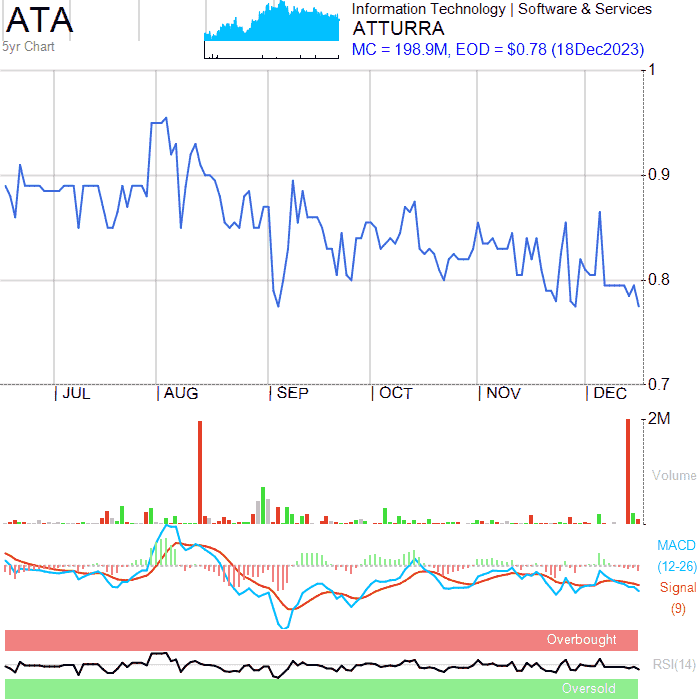 ATA
5yr Chart
Information Technology | Software & Services
ATTURRA
MC = 198.9M, EOD = $0.78 (18Dec2023)
1
0.9
0.8
0.7
JUL AUG SEP OCT NOV DEC
2M
Volume
MACD
(12-26)
Signal
(9)
Overbought
RSI(14)
Oversold